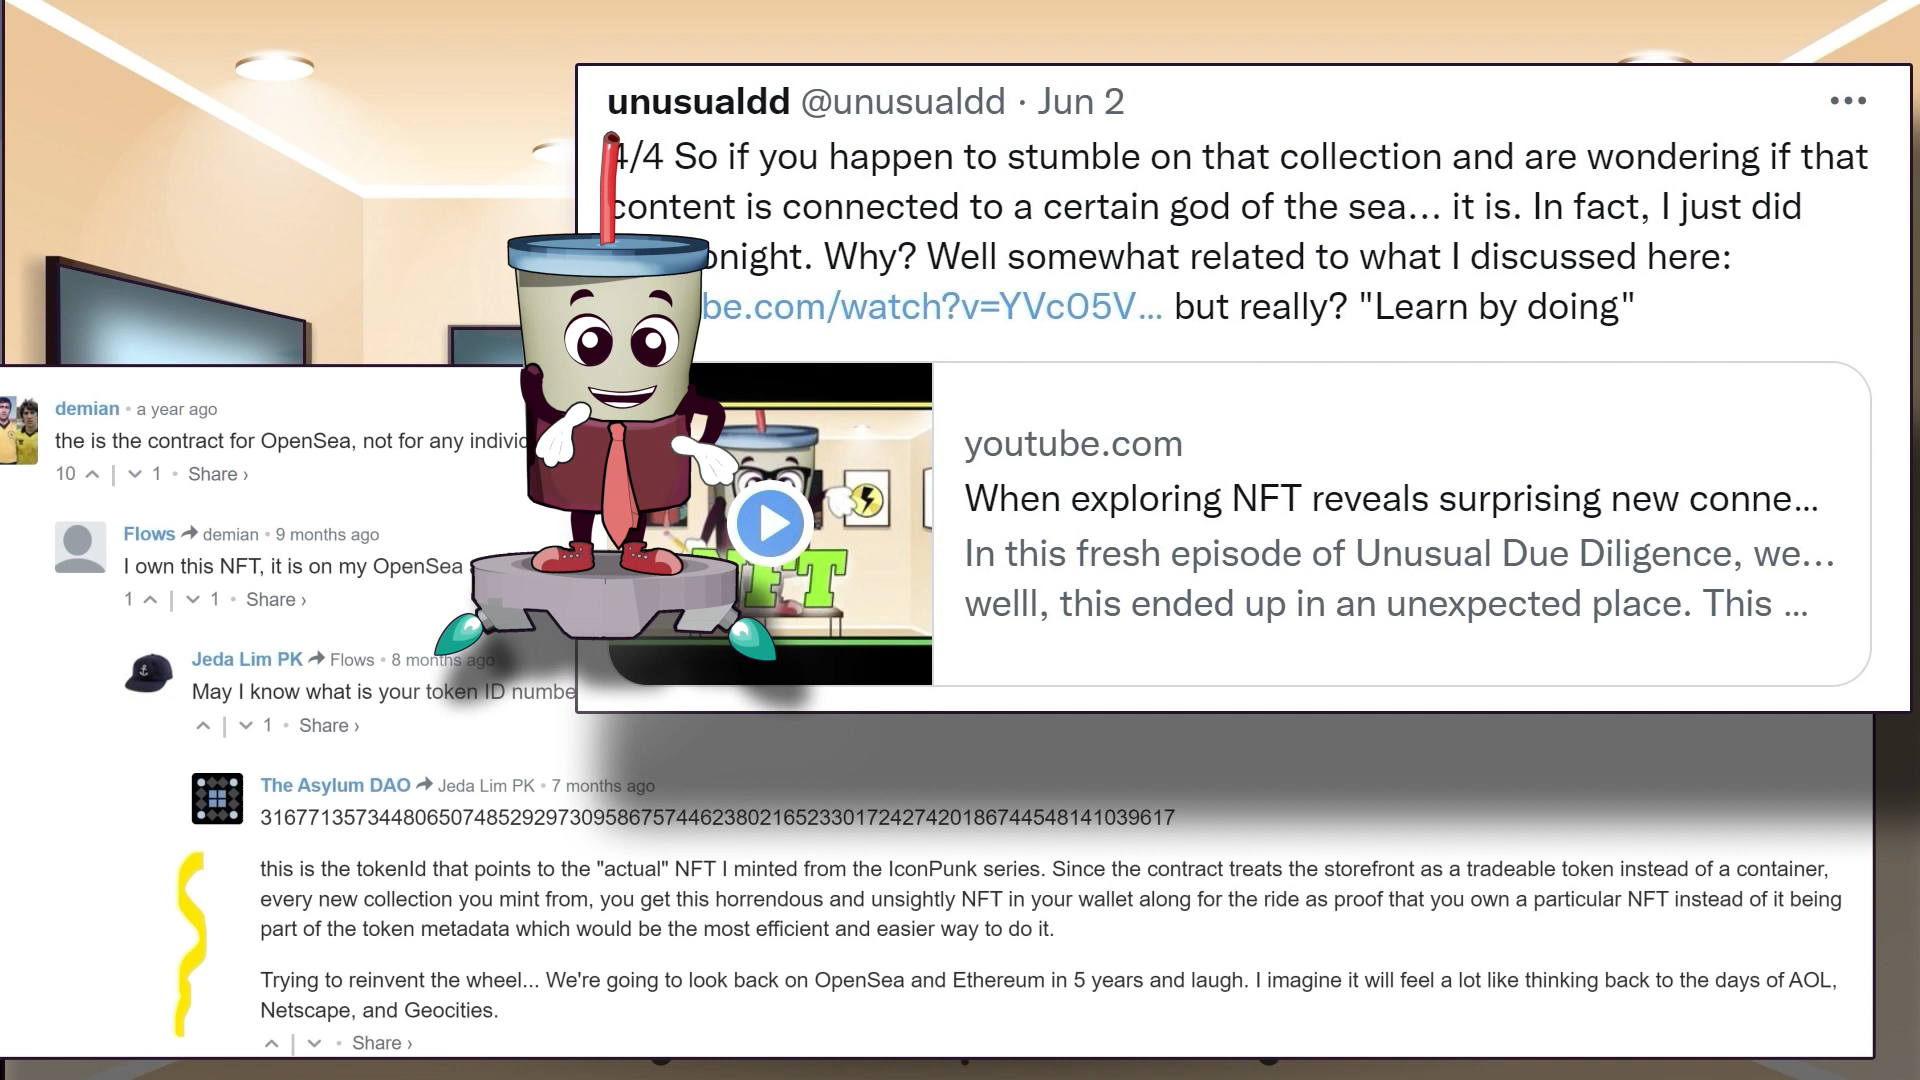 unusualdd @unusualdd · Jun 2
4/4 So if you happen to stumble on that collection and are wondering if that
content is connected to a certain god of the sea... it is. In fact, I just did
onight. Why? Well somewhat related to what I discussed here:
be.com/watch?v=YVcO5V... but really? "Learn by doing"
youtube.com
When exploring NFT reveals surprising new conne...
In this fresh episode of Unusual Due Diligence, we...
welll, this ended up in an unexpected place. This ...
demian • a year ago
the is the contract for OpenSea, not for any indivi
10 | 1 • Share ›
Flows demian • 9 months ago
I own this NFT, it is on my OpenSea
1 | 1 • Share ›
Jeda Lim PK Flows • 8 months ago
May I know what is your token ID numbe
| 1 • Share ›
The Asylum DAO Jeda Lim PK • 7 months ago
31677135734480650748529297309586757446238021652330172427420186744548141039617
this is the tokenId that points to the "actual" NFT I minted from the IconPunk series. Since the contract treats the storefront as a tradeable token instead of a container,
every new collection you mint from, you get this horrendous and unsightly NFT in your wallet along for the ride as proof that you own a particular NFT instead of it being
part of the token metadata which would be the most efficient and easier way to do it.
Trying to reinvent the wheel... We're going to look back on OpenSea and Ethereum in 5 years and laugh. I imagine it will feel a lot like thinking back to the days of AOL,
Netscape, and Geocities.
| • Share ›